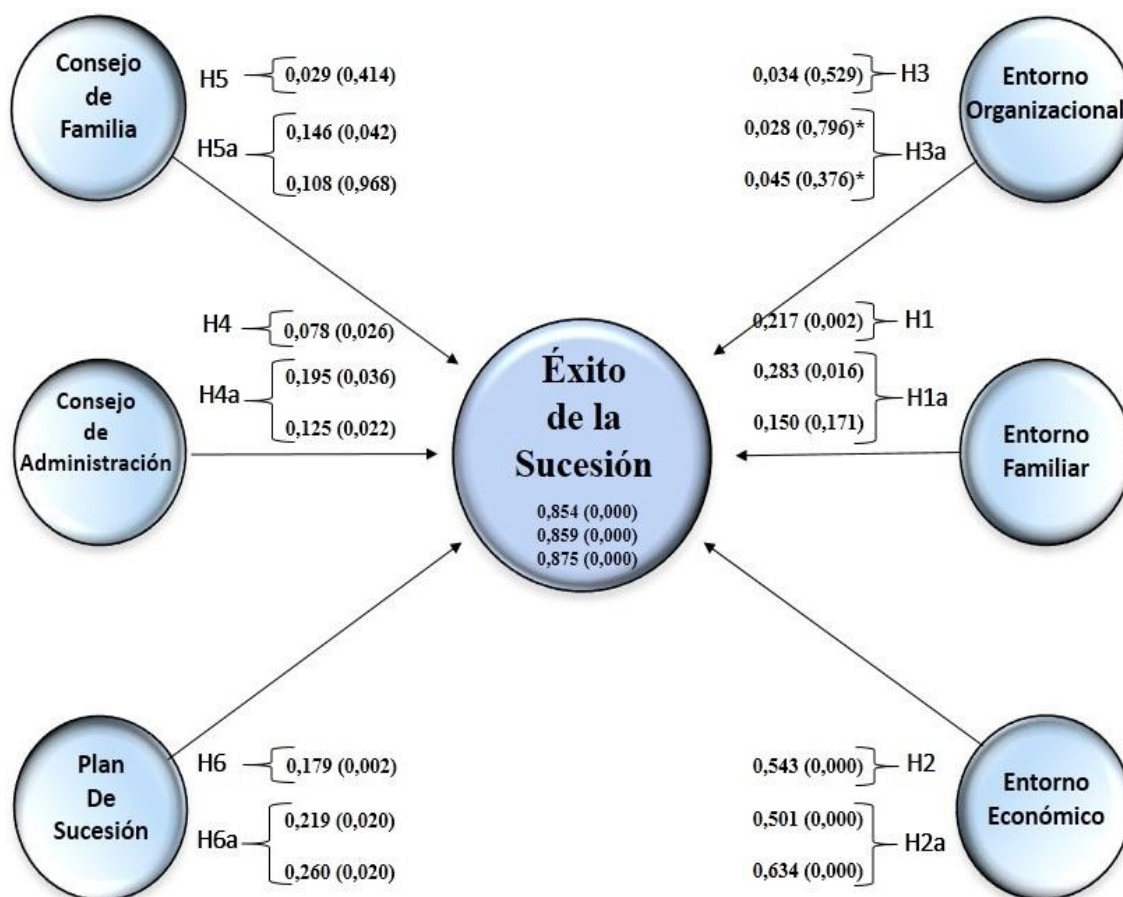 Consejo
de
Familia
H5
0,029 (0,414)
H5a
0,146 (0,042)
0,108 (0,968)
0,034 (0,529)
H3
0,028 (0,796)*
H3a
0,045 (0,376)*
Entorno
Organizacional
H4
0,078 (0,026)
H4a
0,195 (0,036)
0,125 (0,022)
Consejo
de
Administración
Éxito
de la
Sucesión
0,854 (0,000)
0,859 (0,000)
0,875 (0,000)
0,217 (0,002)
H1
0,283 (0,016)
H1a
0,150 (0,171)
Entorno
Familiar
Plan
De
Sucesión
H6
0,179 (0,002)
H6a
0,219 (0,020)
0,260 (0,020)
0,543 (0,000)
H2
0,501 (0,000)
H2a
0,634 (0,000)
Entorno
Económico